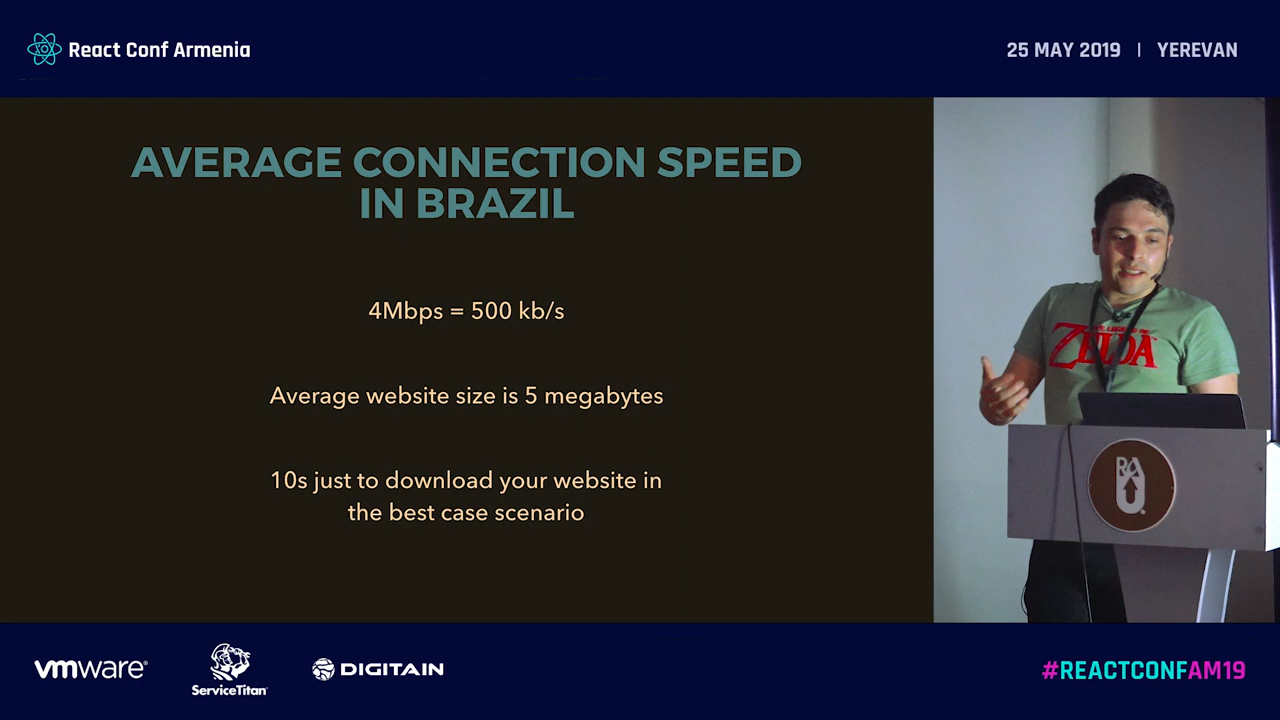 React Conf Armenia
25 MAY 2019 | YEREVAN
AVERAGE CONNECTION SPEED
IN BRAZIL
4Mbps = 500 kb/s
Average website size is 5 megabytes
10s just to download your website in
the best case scenario
ZELDA
vmware®
ServiceTitan
DIGITAIN
#REACTCONFAM19